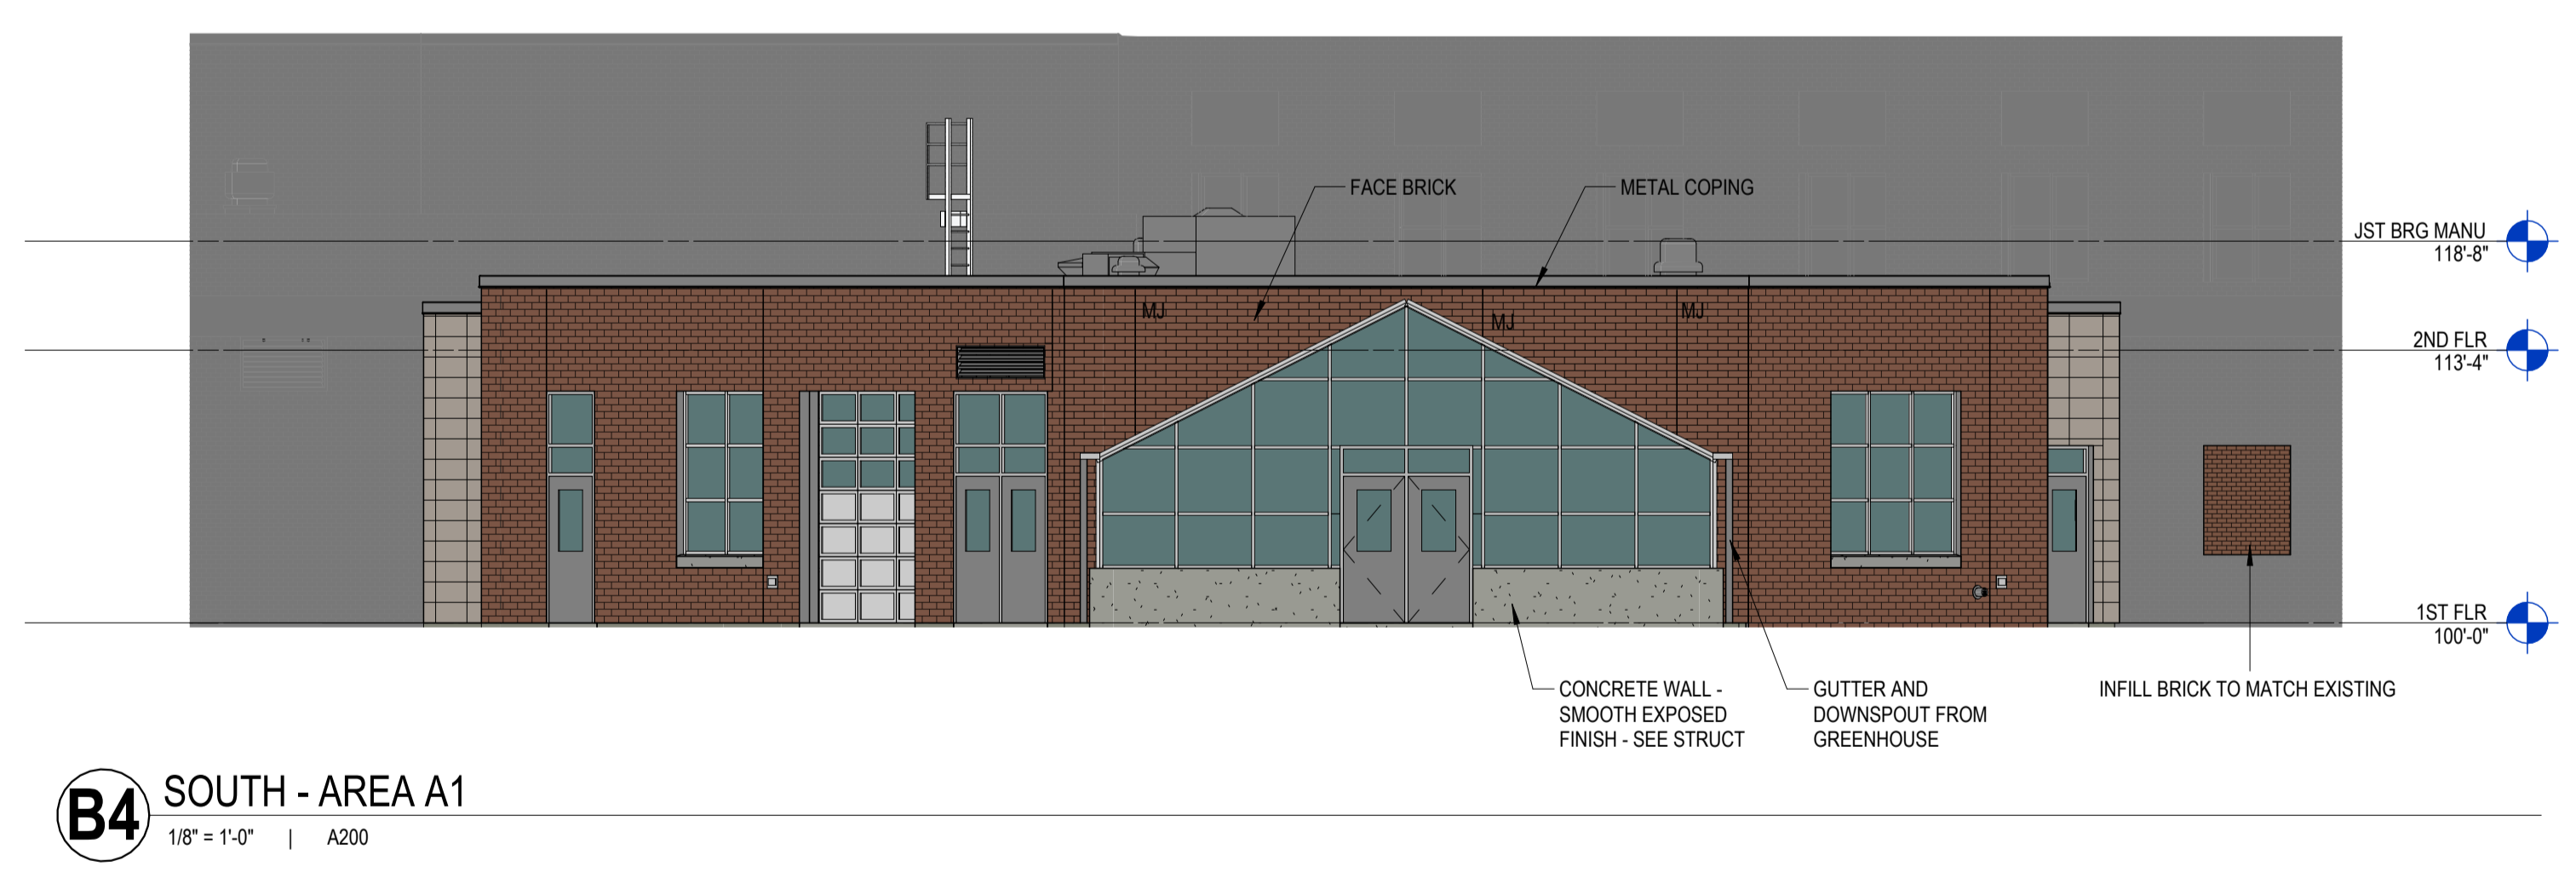 FACE BRICK
METAL COPING
JST BRG MANU
118'-8"
MJ
MJ
MJ
2ND FLR
113'-4"
1ST FLR
100'-0"
CONCRETE WALL -
SMOOTH EXPOSED
FINISH - SEE STRUCT
GUTTER AND
DOWNSPOUT FROM
GREENHOUSE
INFILL BRICK TO MATCH EXISTING
B4
SOUTH - AREA A1
1/8" = 1'-0" | A200